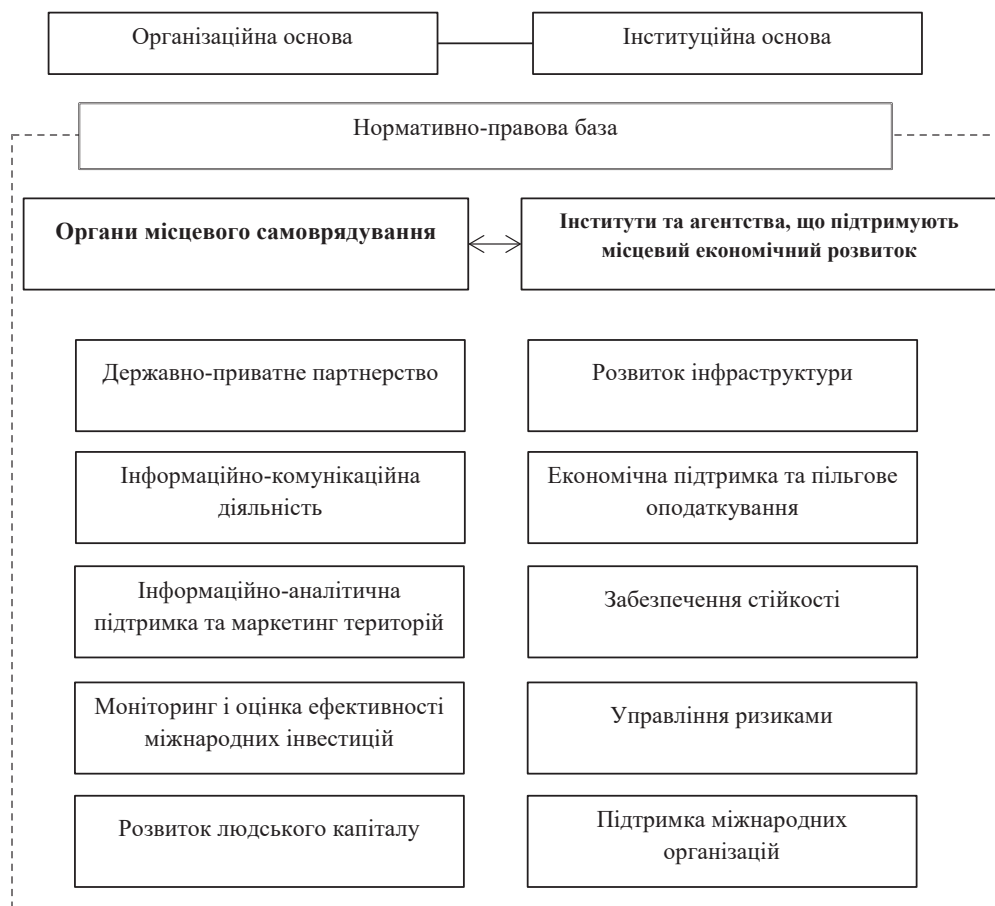 Організаційна основа
Інституційна основа
Нормативно-правова база
Органи місцевого самоврядування
Інститути та агентства, що підтримують
місцевий економічний розвиток
Державно-приватне партнерство
Розвиток інфраструктури
Інформаційно-комунікаційна
діяльність
Економічна підтримка та пільгове
оподаткування
Інформаційно-аналітична
підтримка та маркетинг територій
Забезпечення стійкості
Моніторинг і оцінка ефективності
міжнародних інвестицій
Управління ризиками
Розвиток людського капіталу
Підтримка міжнародних
організацій